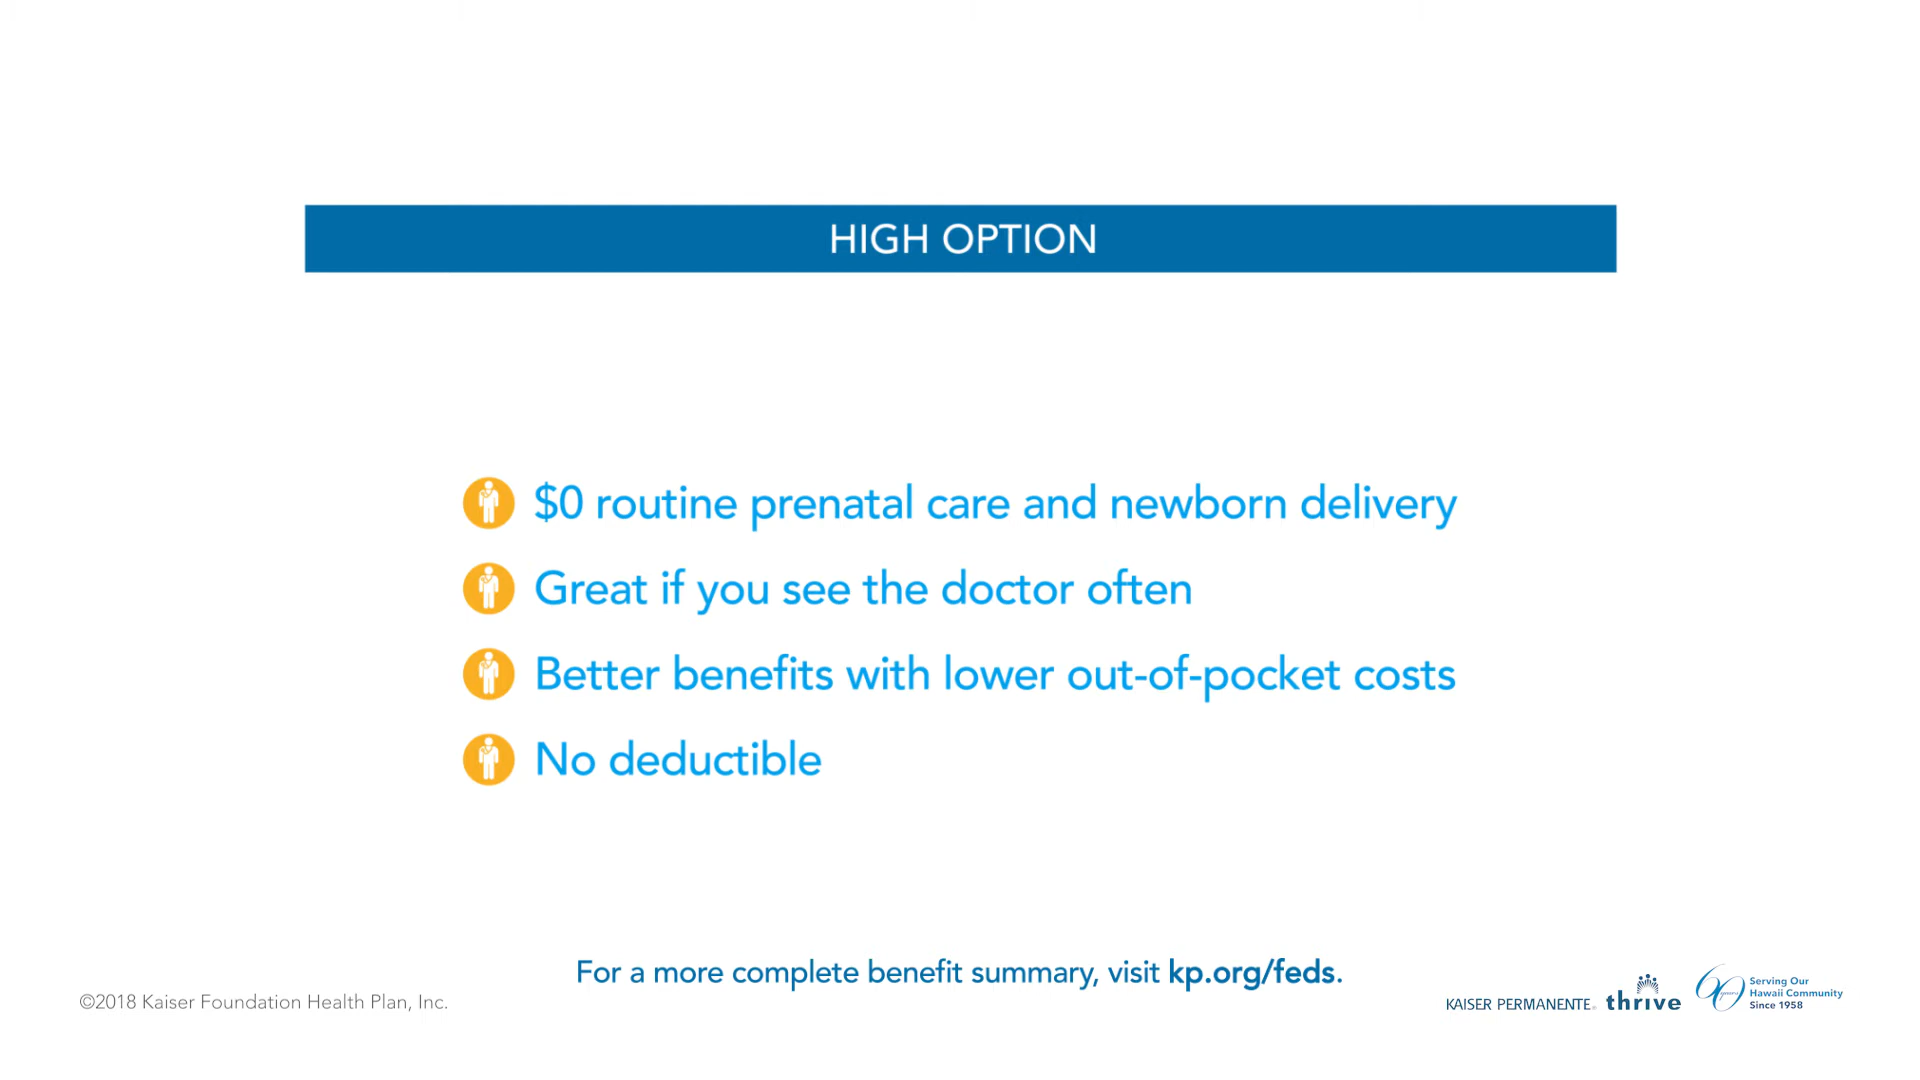 HIGH OPTION
$0 routine prenatal care and newborn delivery
Great if you see the doctor often
Better benefits with lower out-of-pocket costs
No deductible
For a more complete benefit summary, visit kp.org/feds.
©2018 Kaiser Foundation Health Plan, Inc.
KAISER PERMANENTE® thrive
60 years
Serving Our
Hawaii Community
Since 1958